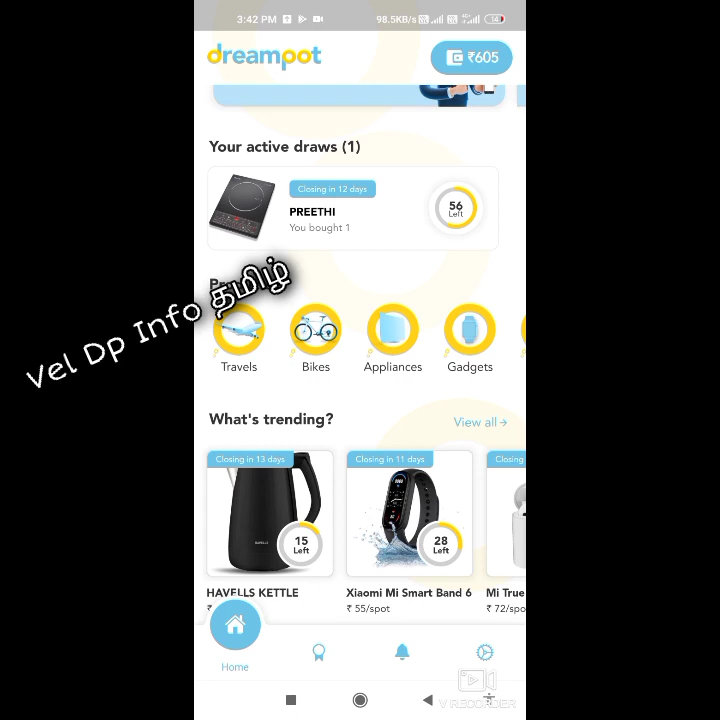 3:42 PM
98.5KB/s
14
dreampot
₹605
Your active draws (1)
Closing in 12 days
PREETHI
You bought 1
56
Left
Vel Dp Info தமிழ்
Travels
Bikes
Appliances
Gadgets
What's trending?
View all
Closing in 13 days
Closing in 11 days
Closing
HAVELLS
15
Left
28
Left
HAVELLS KETTLE
Xiaomi Mi Smart Band 6
Mi True
₹
₹ 55/spot
₹ 72/spo
Home
V RECORDER